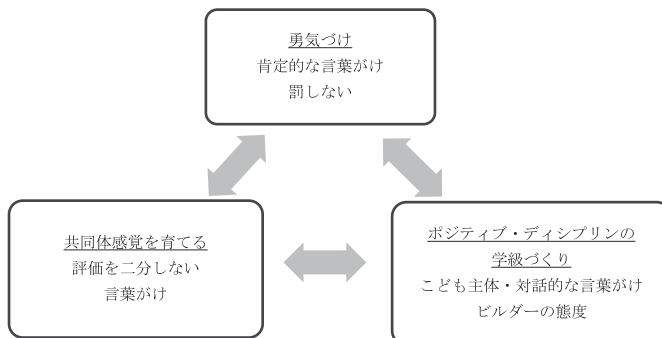 勇気づけ
肯定的な言葉がけ
罰しない
共同体感覚を育てる
評価を二分しない
言葉がけ
ポジティブ・ディシプリンの
学級づくり
こども主体・対話的な言葉がけ
ビルダーの態度